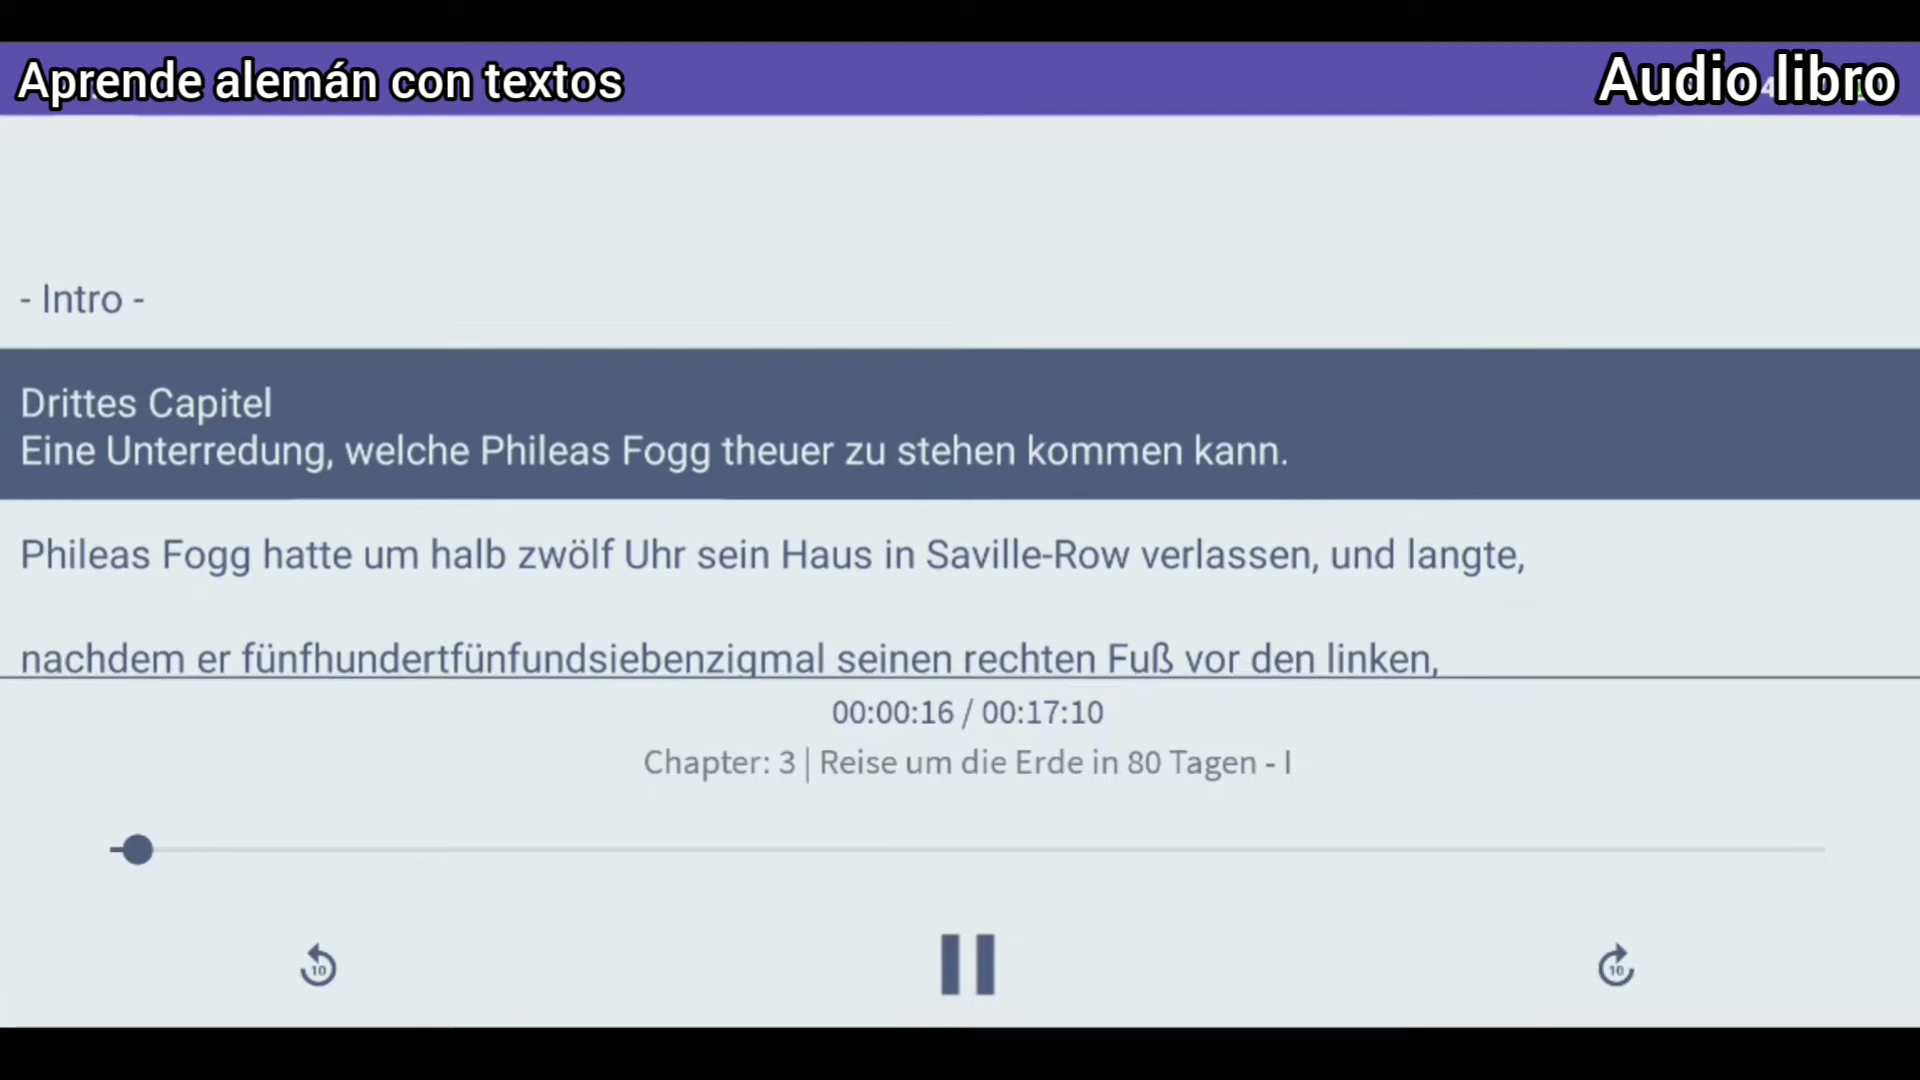 Aprende alemán con textos
Audio libro
- Intro -
Drittes Capitel
Eine Unterredung, welche Phileas Fogg theuer zu stehen kommen kann.
Phileas Fogg hatte um halb zwölf Uhr sein Haus in Saville-Row verlassen, und langte,
nachdem er fünfhundertfünfundsiebenzigmal seinen rechten Fuß vor den linken,
00:00:16 / 00:17:10
Chapter: 3 | Reise um die Erde in 80 Tagen - I
10
10